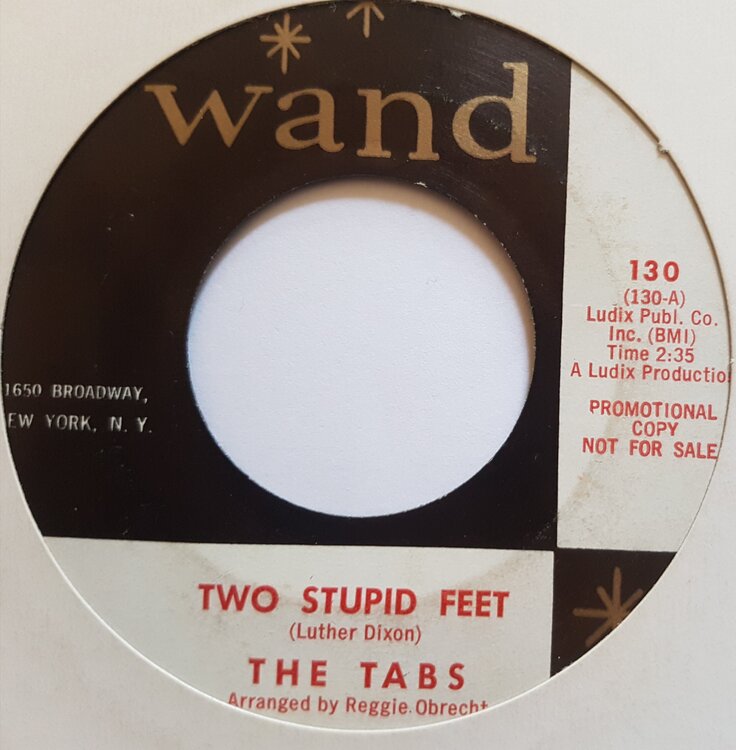 wand
130
(130-A)
Ludix Publ. Co.
Inc. (BMI)
Time 2:35
A Ludix Productio
PROMOTIONAL
COPY
NOT FOR SALE
1650 BROADWAY,
EW YORK, N. Y.
TWO STUPID FEET
(Luther Dixon)
THE TABS
Arranged by Reggie Obrecht